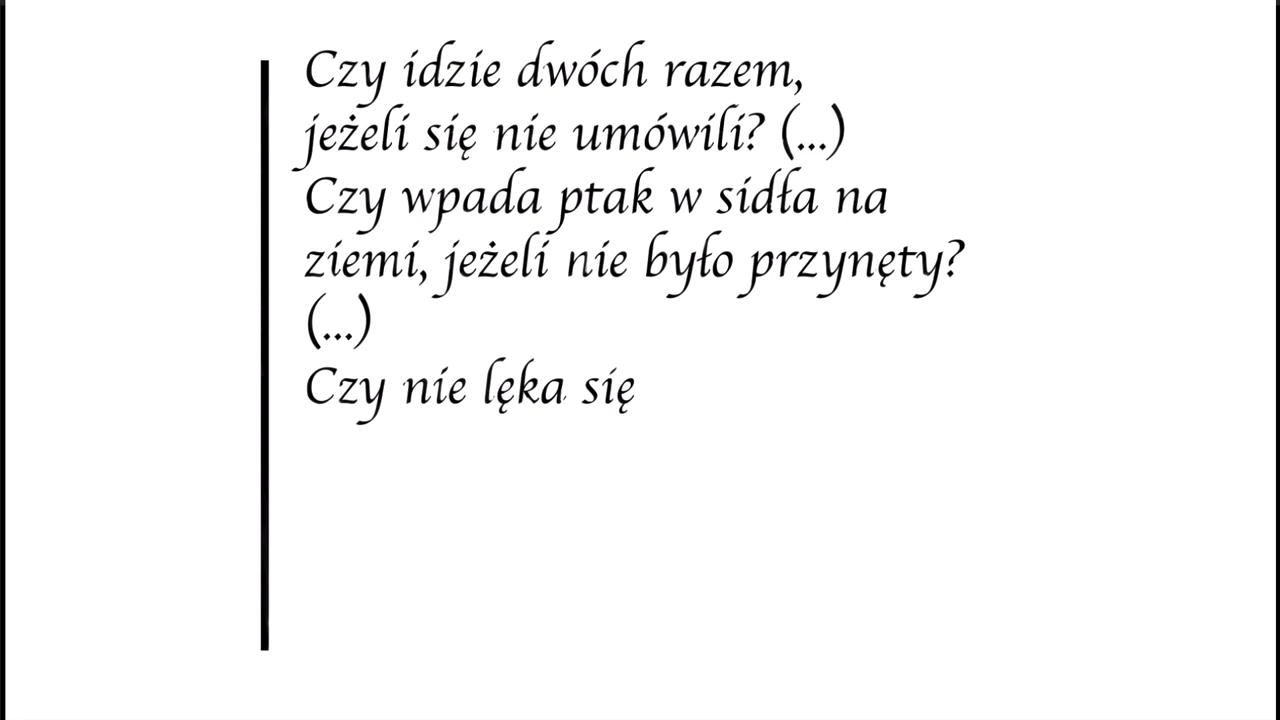 Czy idzie dwóch razem,
jeżeli się nie umówili? (...)
Czy wpada ptak w sidła na
ziemi, jeżeli nie było przynęty?
(...)
Czy nie lęka się